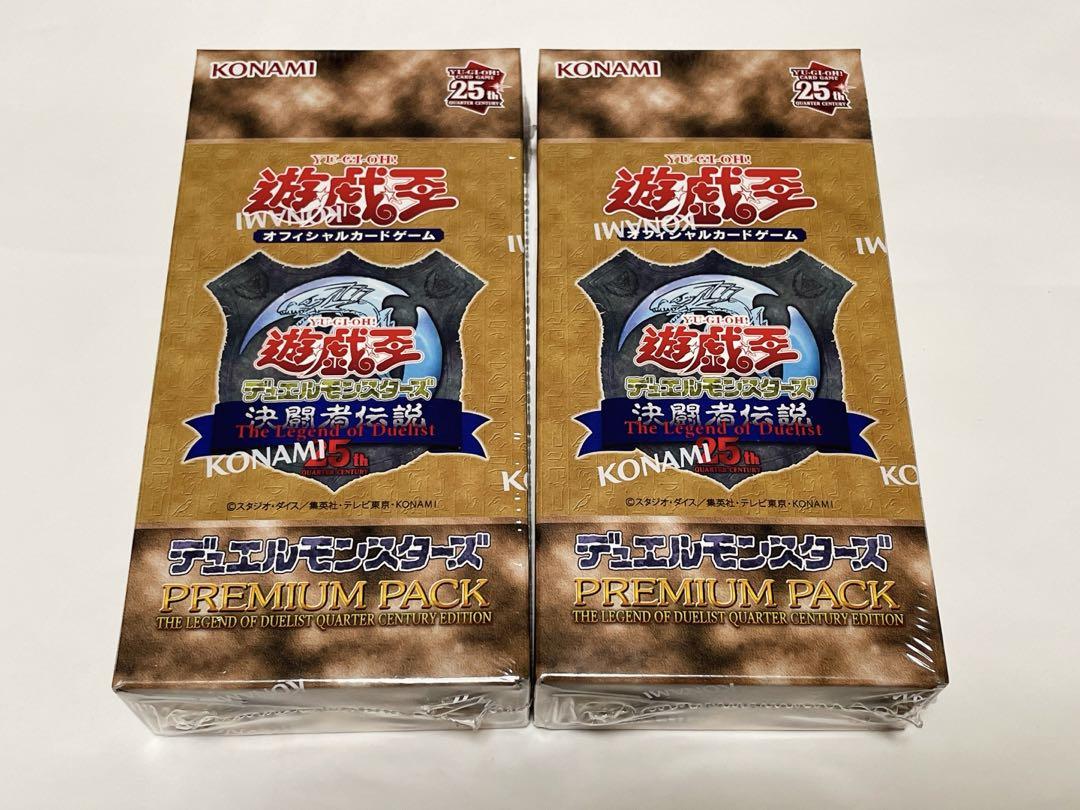 KONAMI
YU-GI-OH!
CARD GAME
25th
QUARTER CENTURY
YU-GI-OH!
遊戯王
KONAMI
オフィシャルカードゲーム
YU-GI-OH!
遊戯王
デュエルモンスターズ
決闘者伝説
The Legend of Duelist
25th
QUARTER CENTURY
KONAMI
©スタジオ・ダイス/集英社・テレビ東京・KONAMI
デュエルモンスターズ
PREMIUM PACK
THE LEGEND OF DUELIST QUARTER CENTURY EDITION
KONAMI
KONAMI
YU-GI-OH!
CARD GAME
25th
QUARTER CENTURY
YU-GI-OH!
遊戯王
KONAMI
オフィシャルカードゲーム
YU-GI-OH!
遊戯王
デュエルモンスターズ
決闘者伝説
The Legend of Duelist
25th
QUARTER CENTURY
KONAMI
©スタジオ・ダイス/集英社・テレビ東京・KONAMI
デュエルモンスターズ
PREMIUM PACK
THE LEGEND OF DUELIST QUARTER CENTURY EDITION
KONAMI